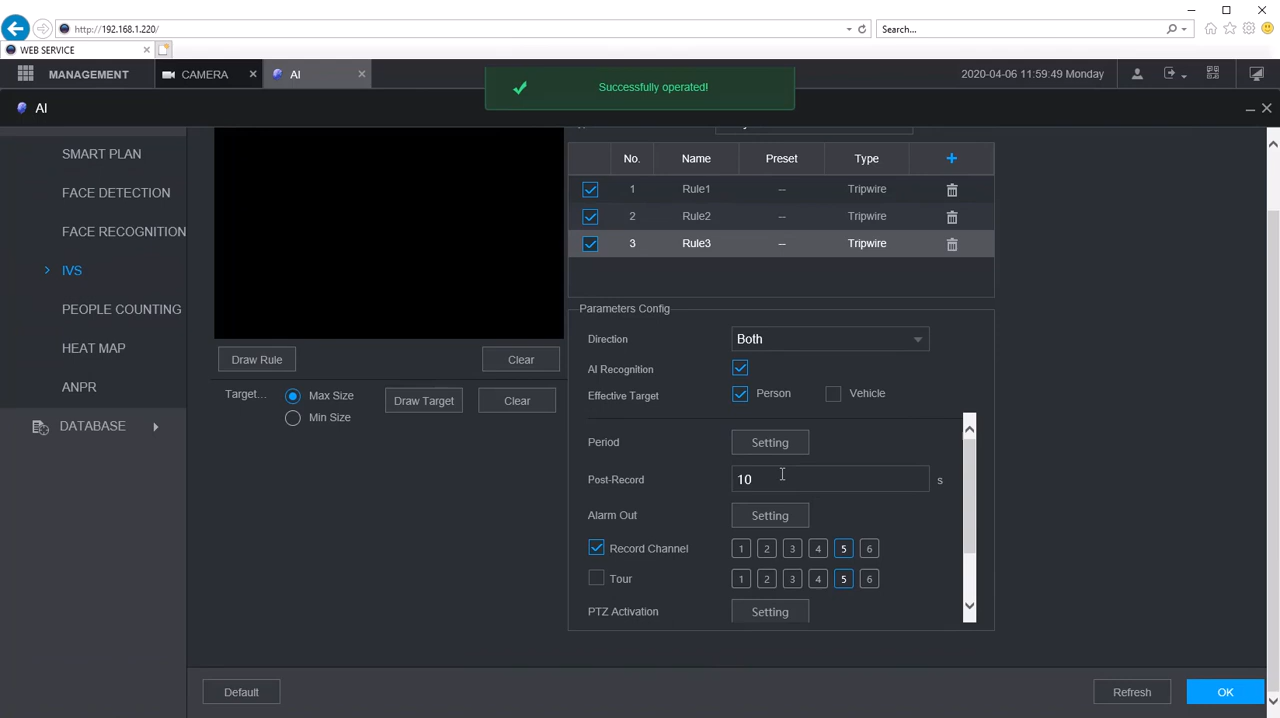 http://192.168.1.220/
Search...
WEB SERVICE
MANAGEMENT
CAMERA
AI
2020-04-06 11:59:49 Monday
Successfully operated!
AI
SMART PLAN
FACE DETECTION
FACE RECOGNITION
IVS
PEOPLE COUNTING
HEAT MAP
ANPR
DATABASE
No. Name Preset Type +
1 Rule1 -- Tripwire
2 Rule2 -- Tripwire
3 Rule3 -- Tripwire
Draw Rule
Clear
Target...
Max Size
Min Size
Draw Target
Clear
Parameters Config
Direction Both
AI Recognition
Effective Target Person Vehicle
Period Setting
Post-Record 10 s
Alarm Out Setting
Record Channel 1 2 3 4 5 6
Tour 1 2 3 4 5 6
PTZ Activation Setting
Default
Refresh
OK